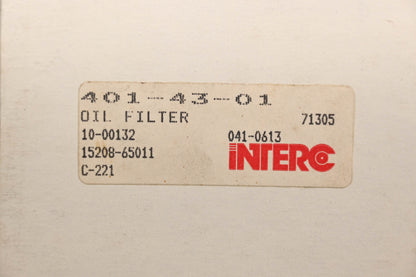 401-43-01
OIL FILTER 71305
10-00132 041-0613
15208-65011
C-221
INTERC